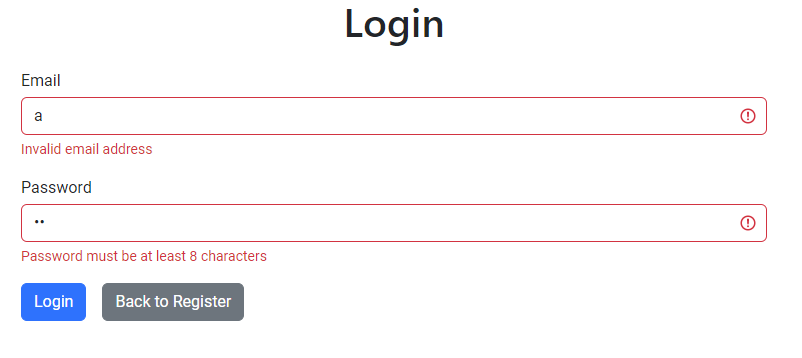 Login
Email
a
Invalid email address
Password
••
Password must be at least 8 characters
Login Back to Register